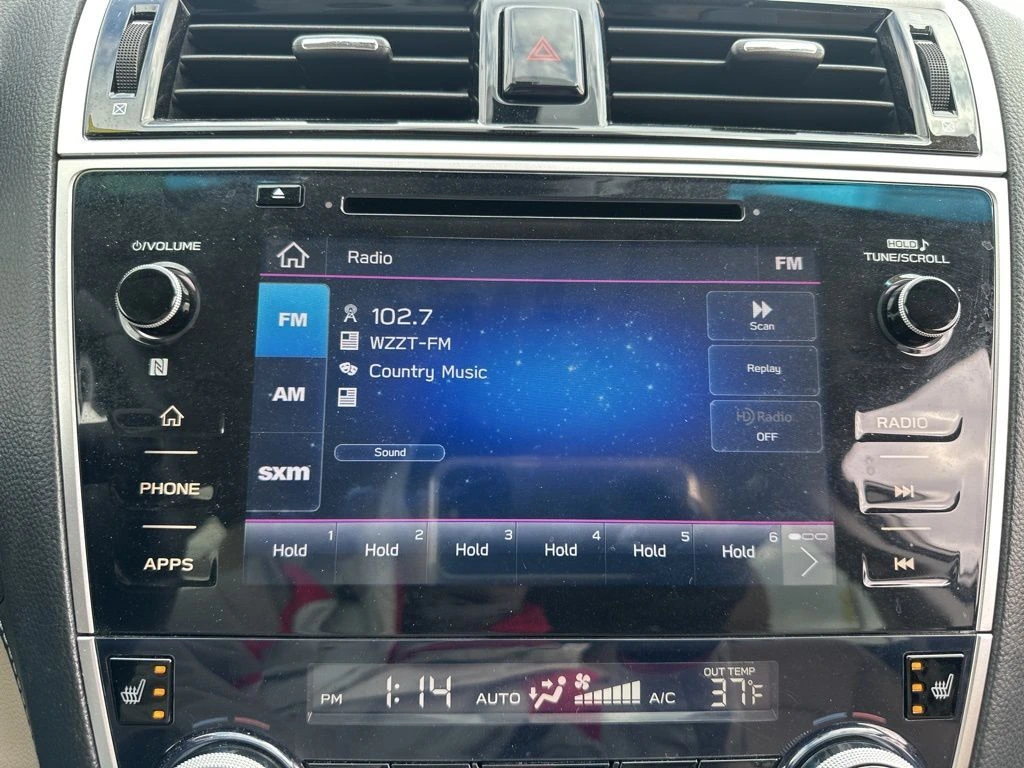 ⏻/VOLUME
HOLD ♪
TUNE/SCROLL
Radio
FM
FM
102.7
WZZT-FM
Country Music
AM
sxm
Scan
Replay
HD Radio
OFF
Sound
PHONE
APPS
RADIO
1 2 3 4 5 6
Hold Hold Hold Hold Hold Hold
OUT TEMP
PM 1:14 AUTO A/C 37°F